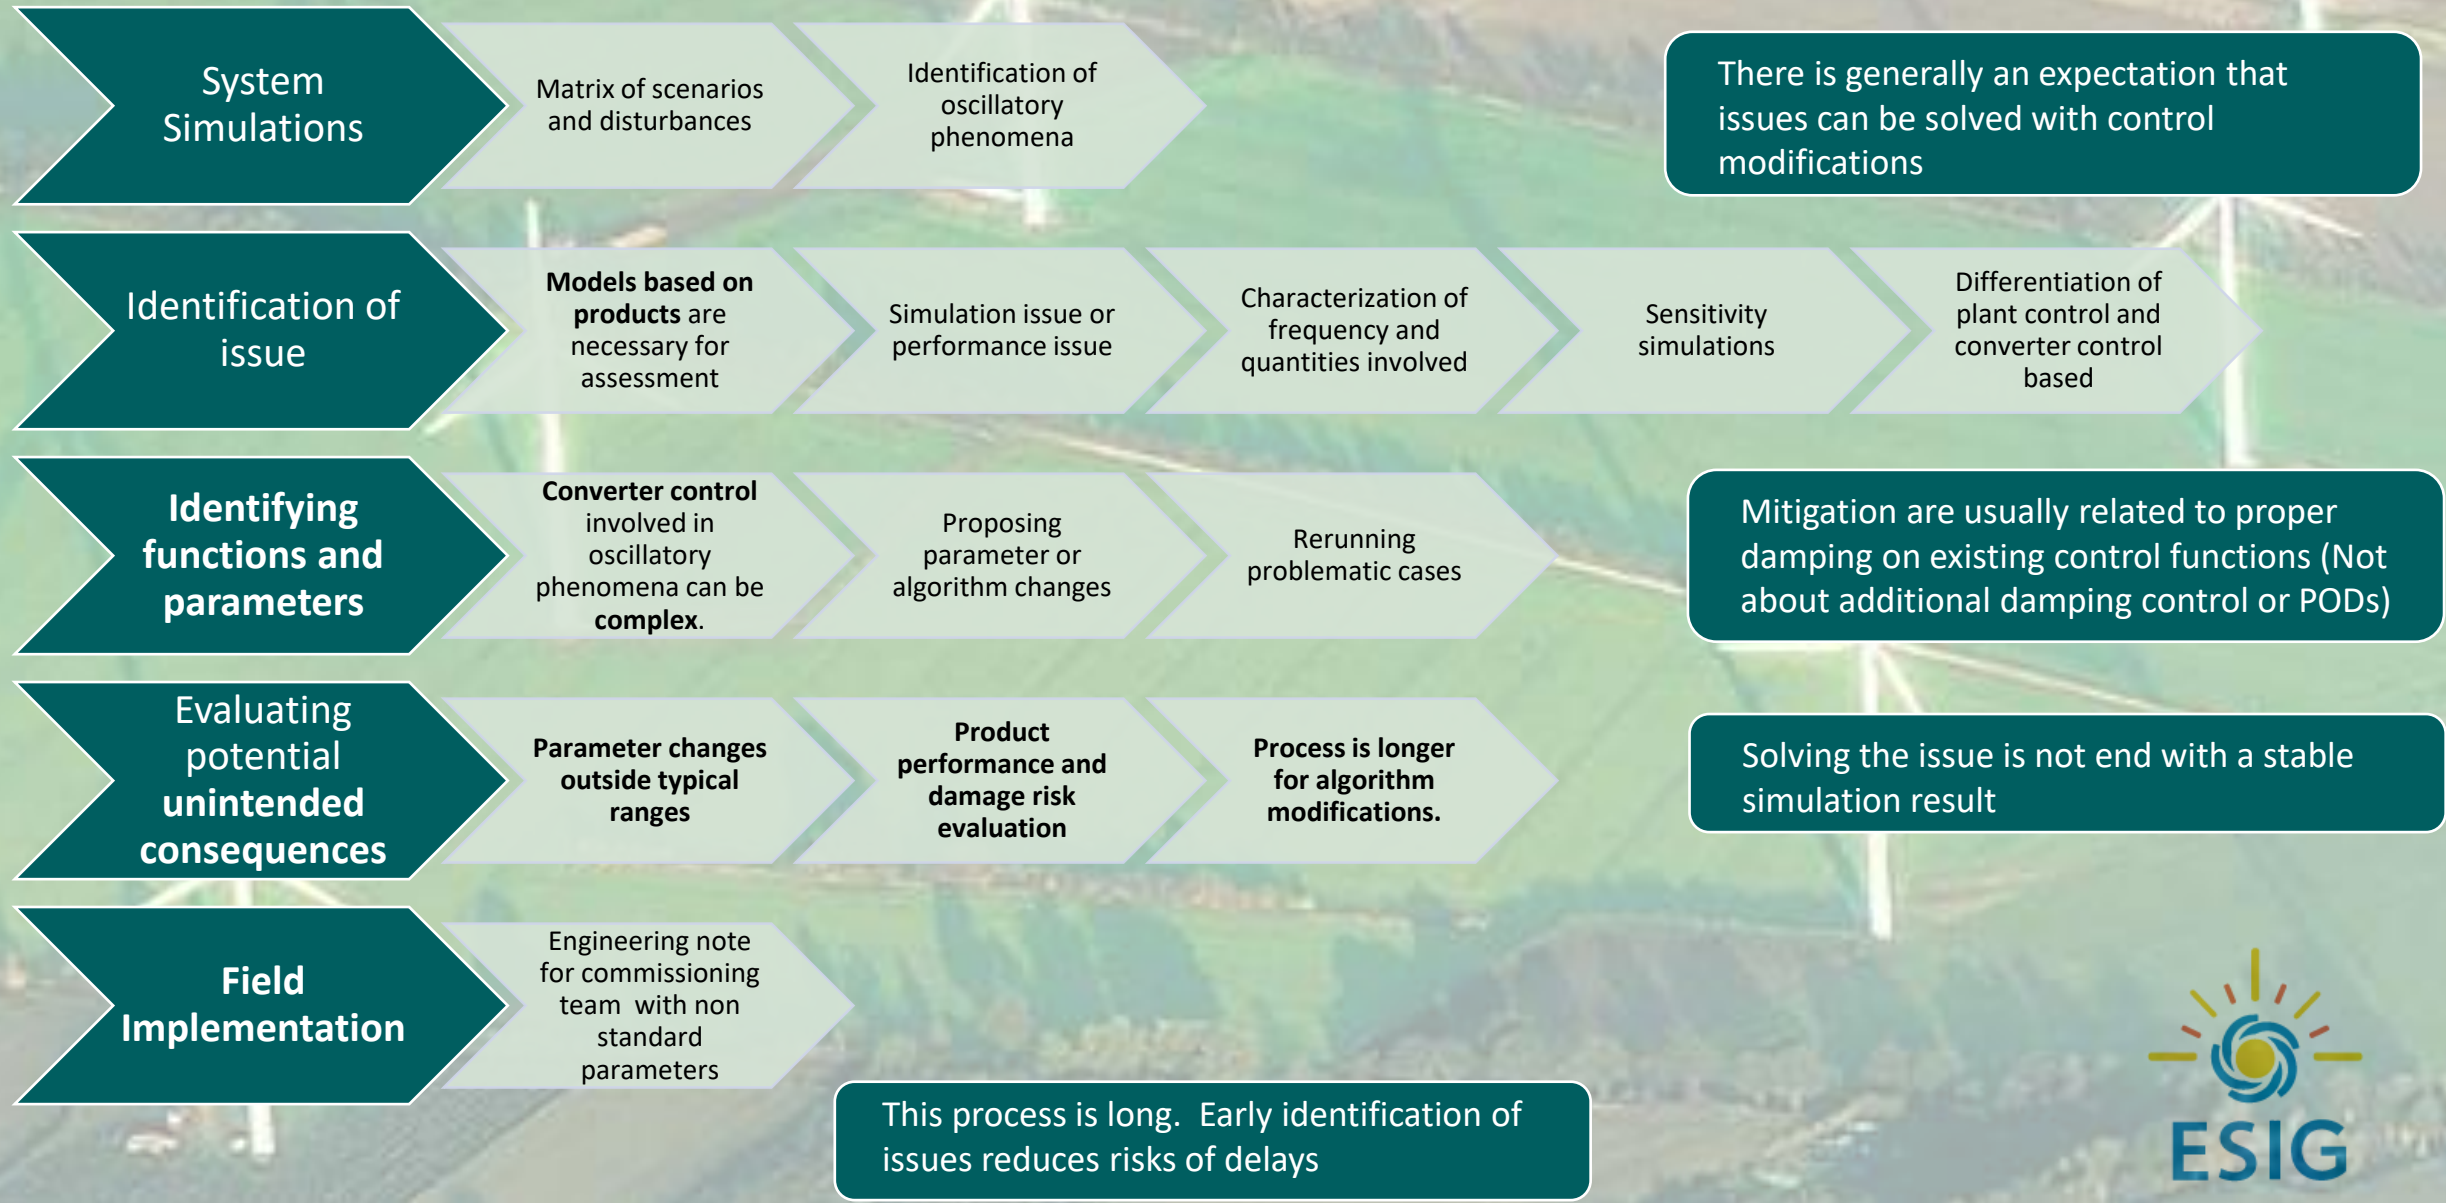 System
Simulations
Matrix of scenarios
and disturbances
Identification of
oscillatory
phenomena
There is generally an expectation that
issues can be solved with control
modifications
Identification of
issue
Models based on
products are
necessary for
assessment
Simulation issue or
performance issue
Characterization of
frequency and
quantities involved
Sensitivity
simulations
Differentiation of
plant control and
converter control
based
Identifying
functions and
parameters
Converter control
involved in
oscillatory
phenomena can be
complex.
Proposing
parameter or
algorithm changes
Rerunning
problematic cases
Mitigation are usually related to proper
damping on existing control functions (Not
about additional damping control or PODs)
Evaluating
potential
unintended
consequences
Parameter changes
outside typical
ranges
Product
performance and
damage risk
evaluation
Process is longer
for algorithm
modifications.
Solving the issue is not end with a stable
simulation result
Field
Implementation
Engineering note
for commissioning
team  with non
standard
parameters
This process is long.  Early identification of
issues reduces risks of delays
ESIG